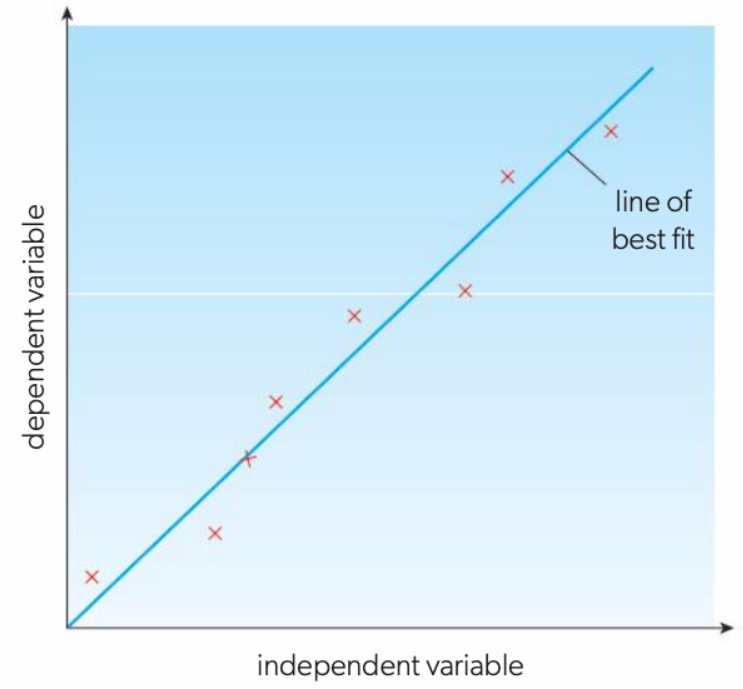 dependent variable
line of
best fit
independent variable